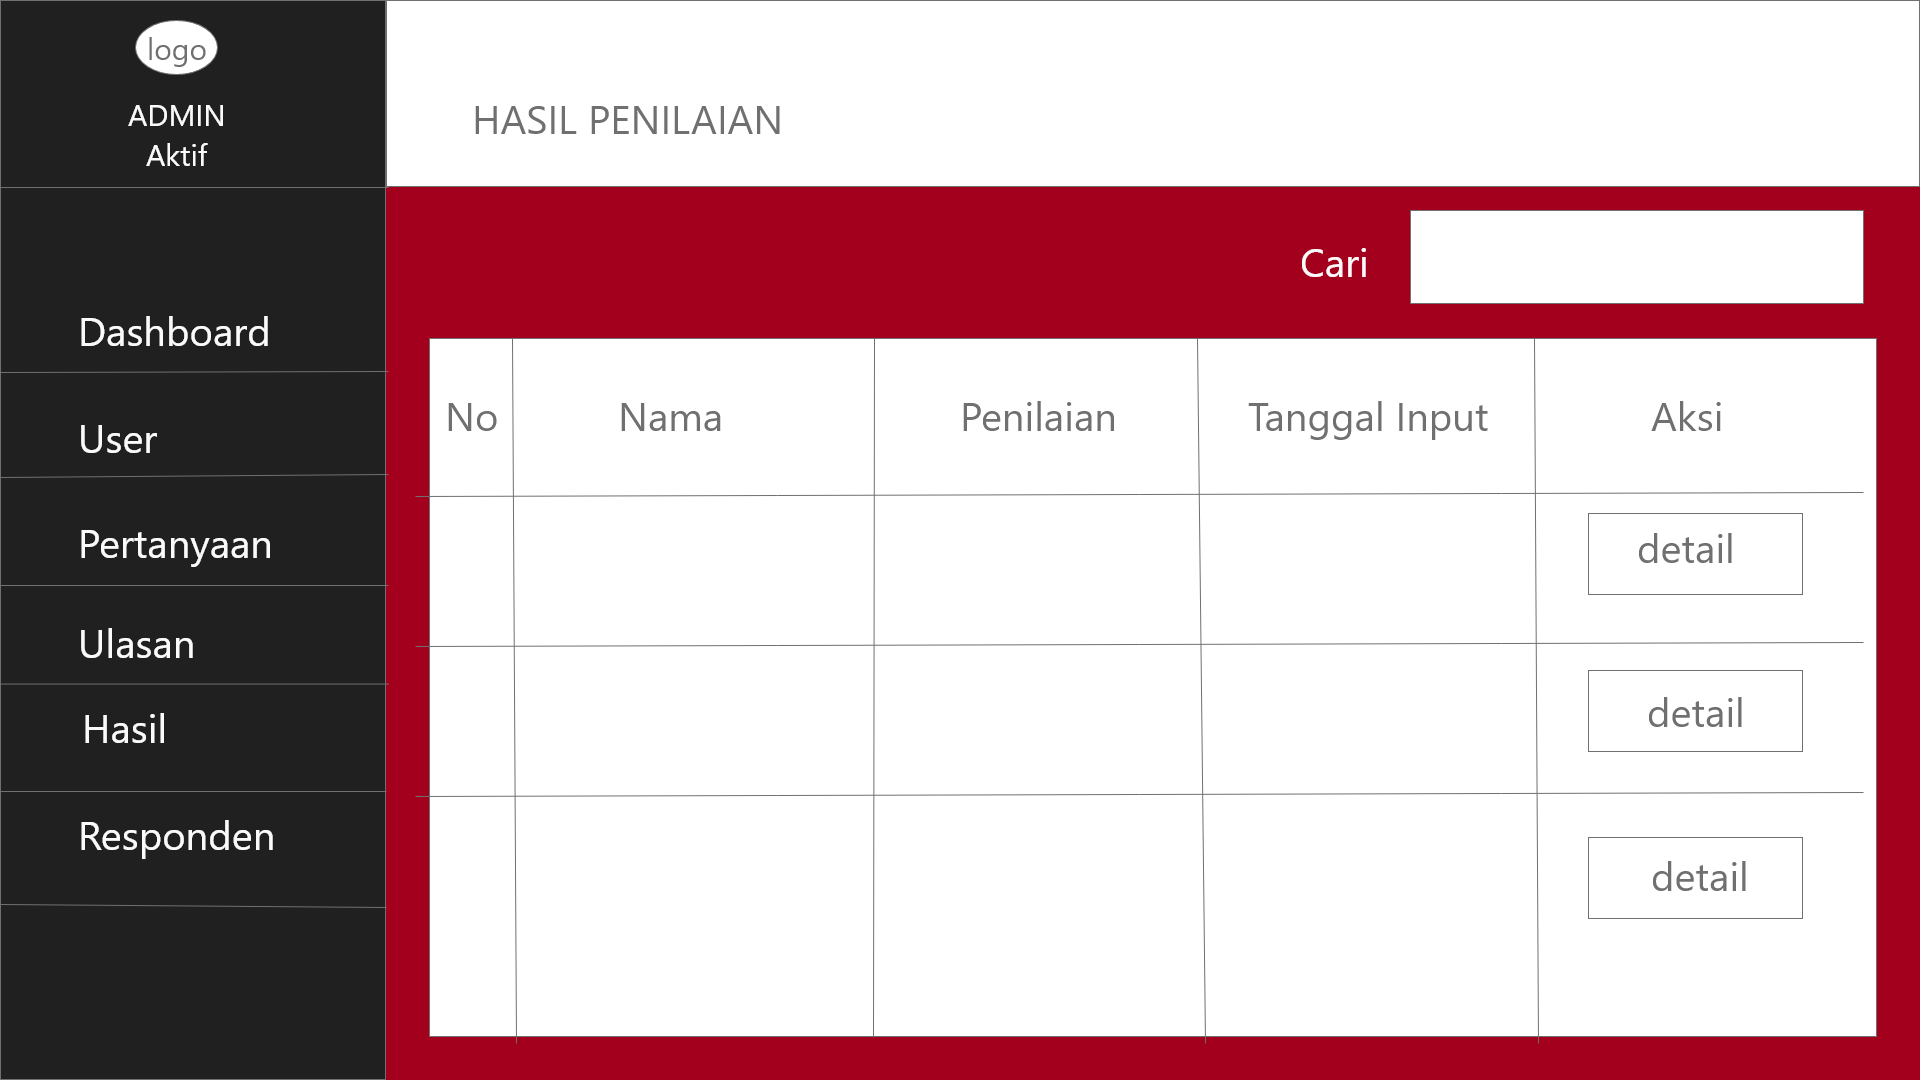 logo
ADMIN
Aktif
HASIL PENILAIAN
Cari
Dashboard
User
Pertanyaan
Ulasan
Hasil
Responden
No Nama Penilaian Tanggal Input Aksi
detail
detail
detail